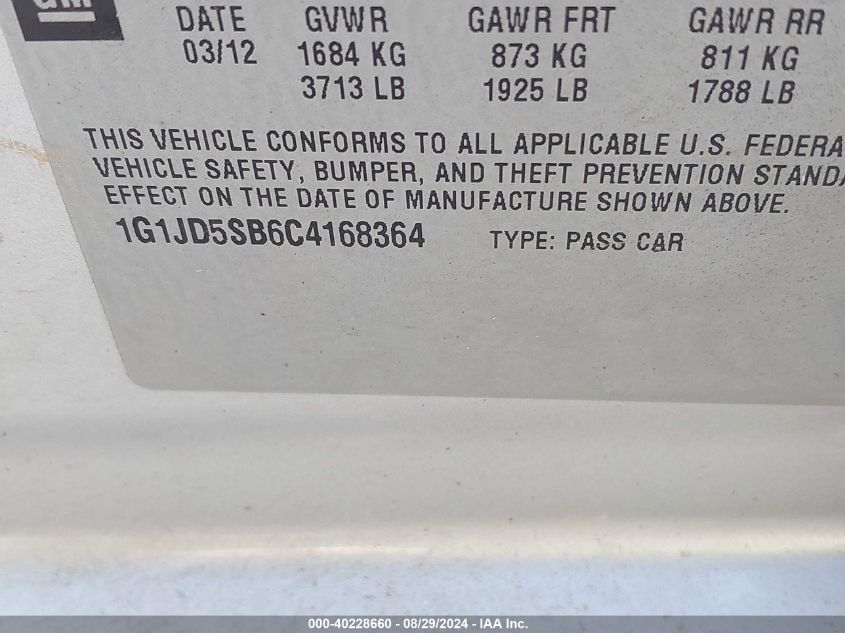 GM
DATE GVWR GAWR FRT GAWR RR
03/12 1684 KG 873 KG 811 KG
3713 LB 1925 LB 1788 LB
THIS VEHICLE CONFORMS TO ALL APPLICABLE U.S. FEDERA
VEHICLE SAFETY, BUMPER, AND THEFT PREVENTION STANDA
EFFECT ON THE DATE OF MANUFACTURE SHOWN ABOVE.
1G1JD5SB6C4168364 TYPE: PASS CAR
000-40228660 - 08/29/2024 - IAA Inc.